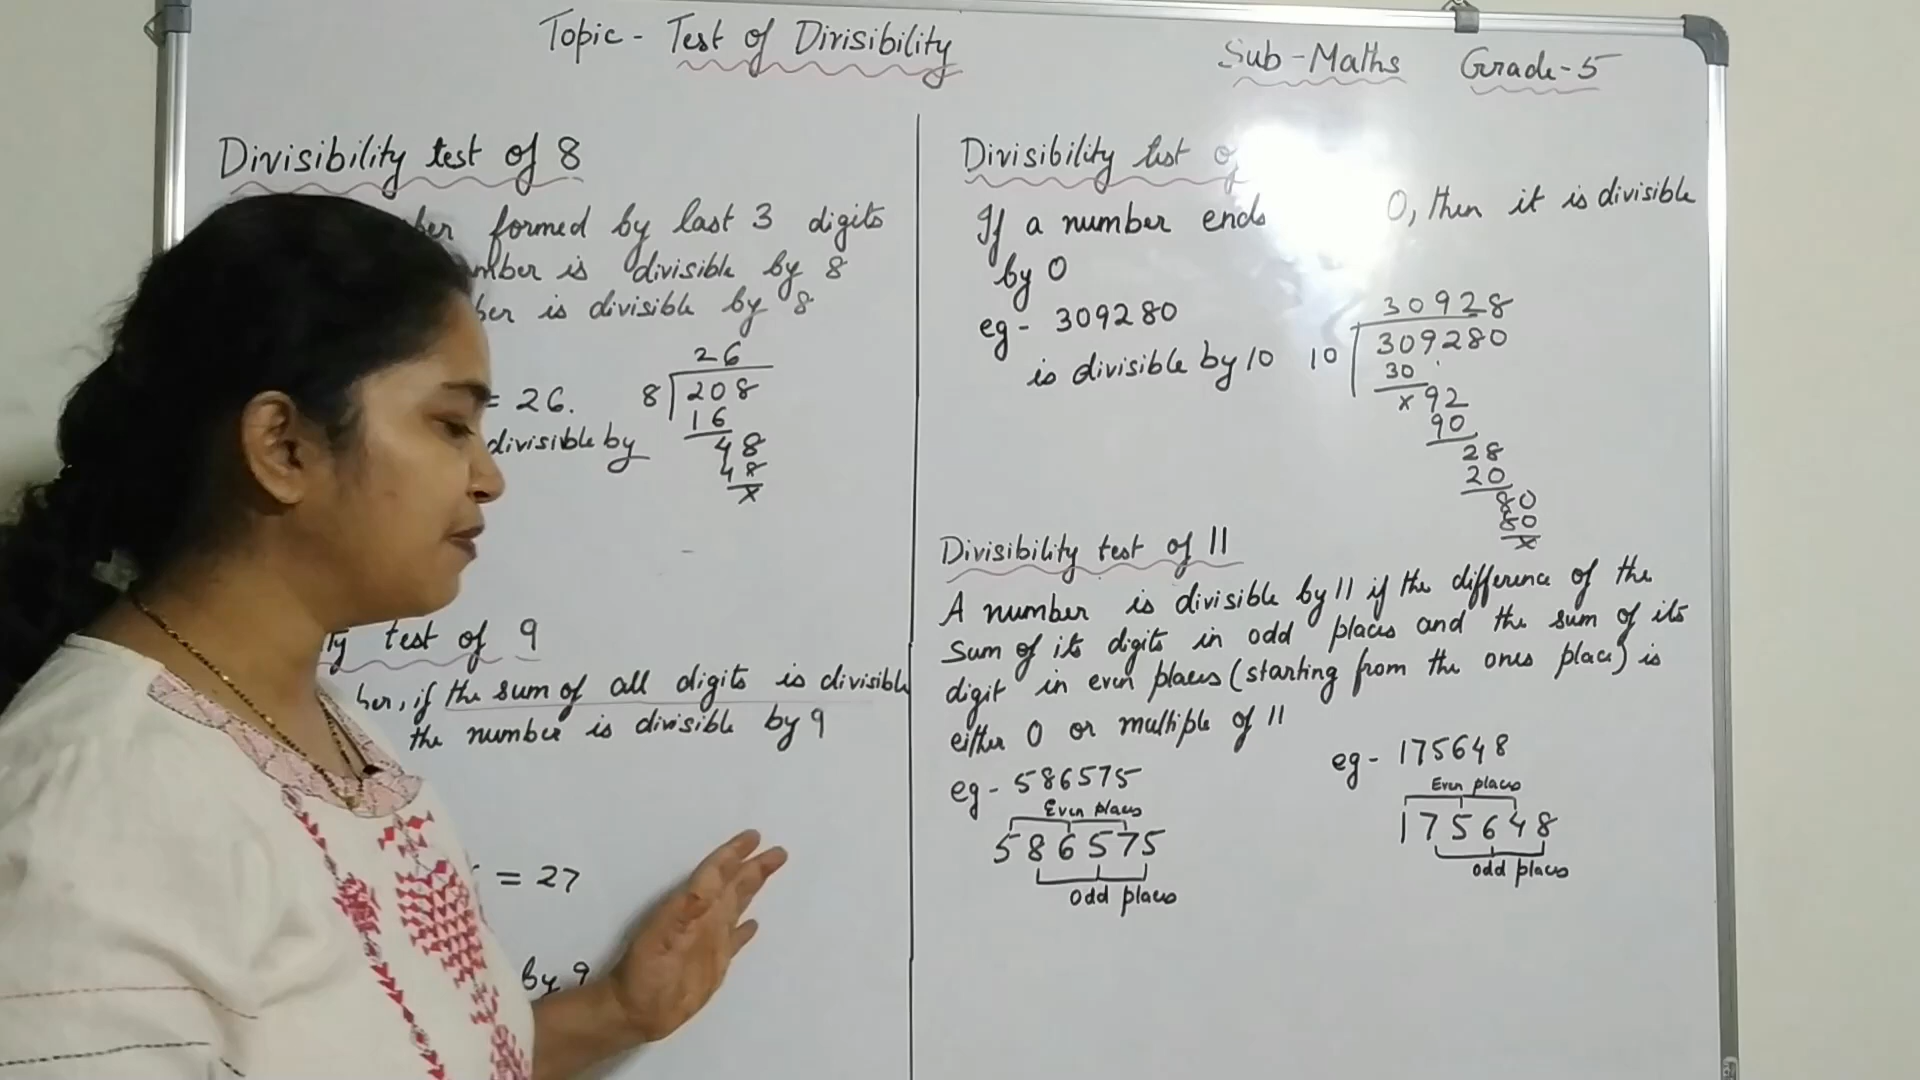 Topic - Test of Divisibility
Sub - Maths Grade - 5
Divisibility test of 8
formed by last 3 digits
is divisible by 8
is divisible by 8
= 26.
divisible by
26
8 208
16
48
48
x
test of 9
if the sum of all digits is divisible
the number is divisible by 9
= 27
by 9
Divisibility test
If a number ends 0, then it is divisible
by 0
eg - 309280
is divisible by 10
30928
10 309280
30
x 92
90
28
20
80
80
x
Divisibility test of 11
A number is divisible by 11 if the difference of the
sum of its digits in odd places and the sum of its
digit in even places (starting from the ones place) is
either 0 or multiple of 11
eg - 586575
Even places
586575
odd places
eg - 175648
Even places
175648
odd places